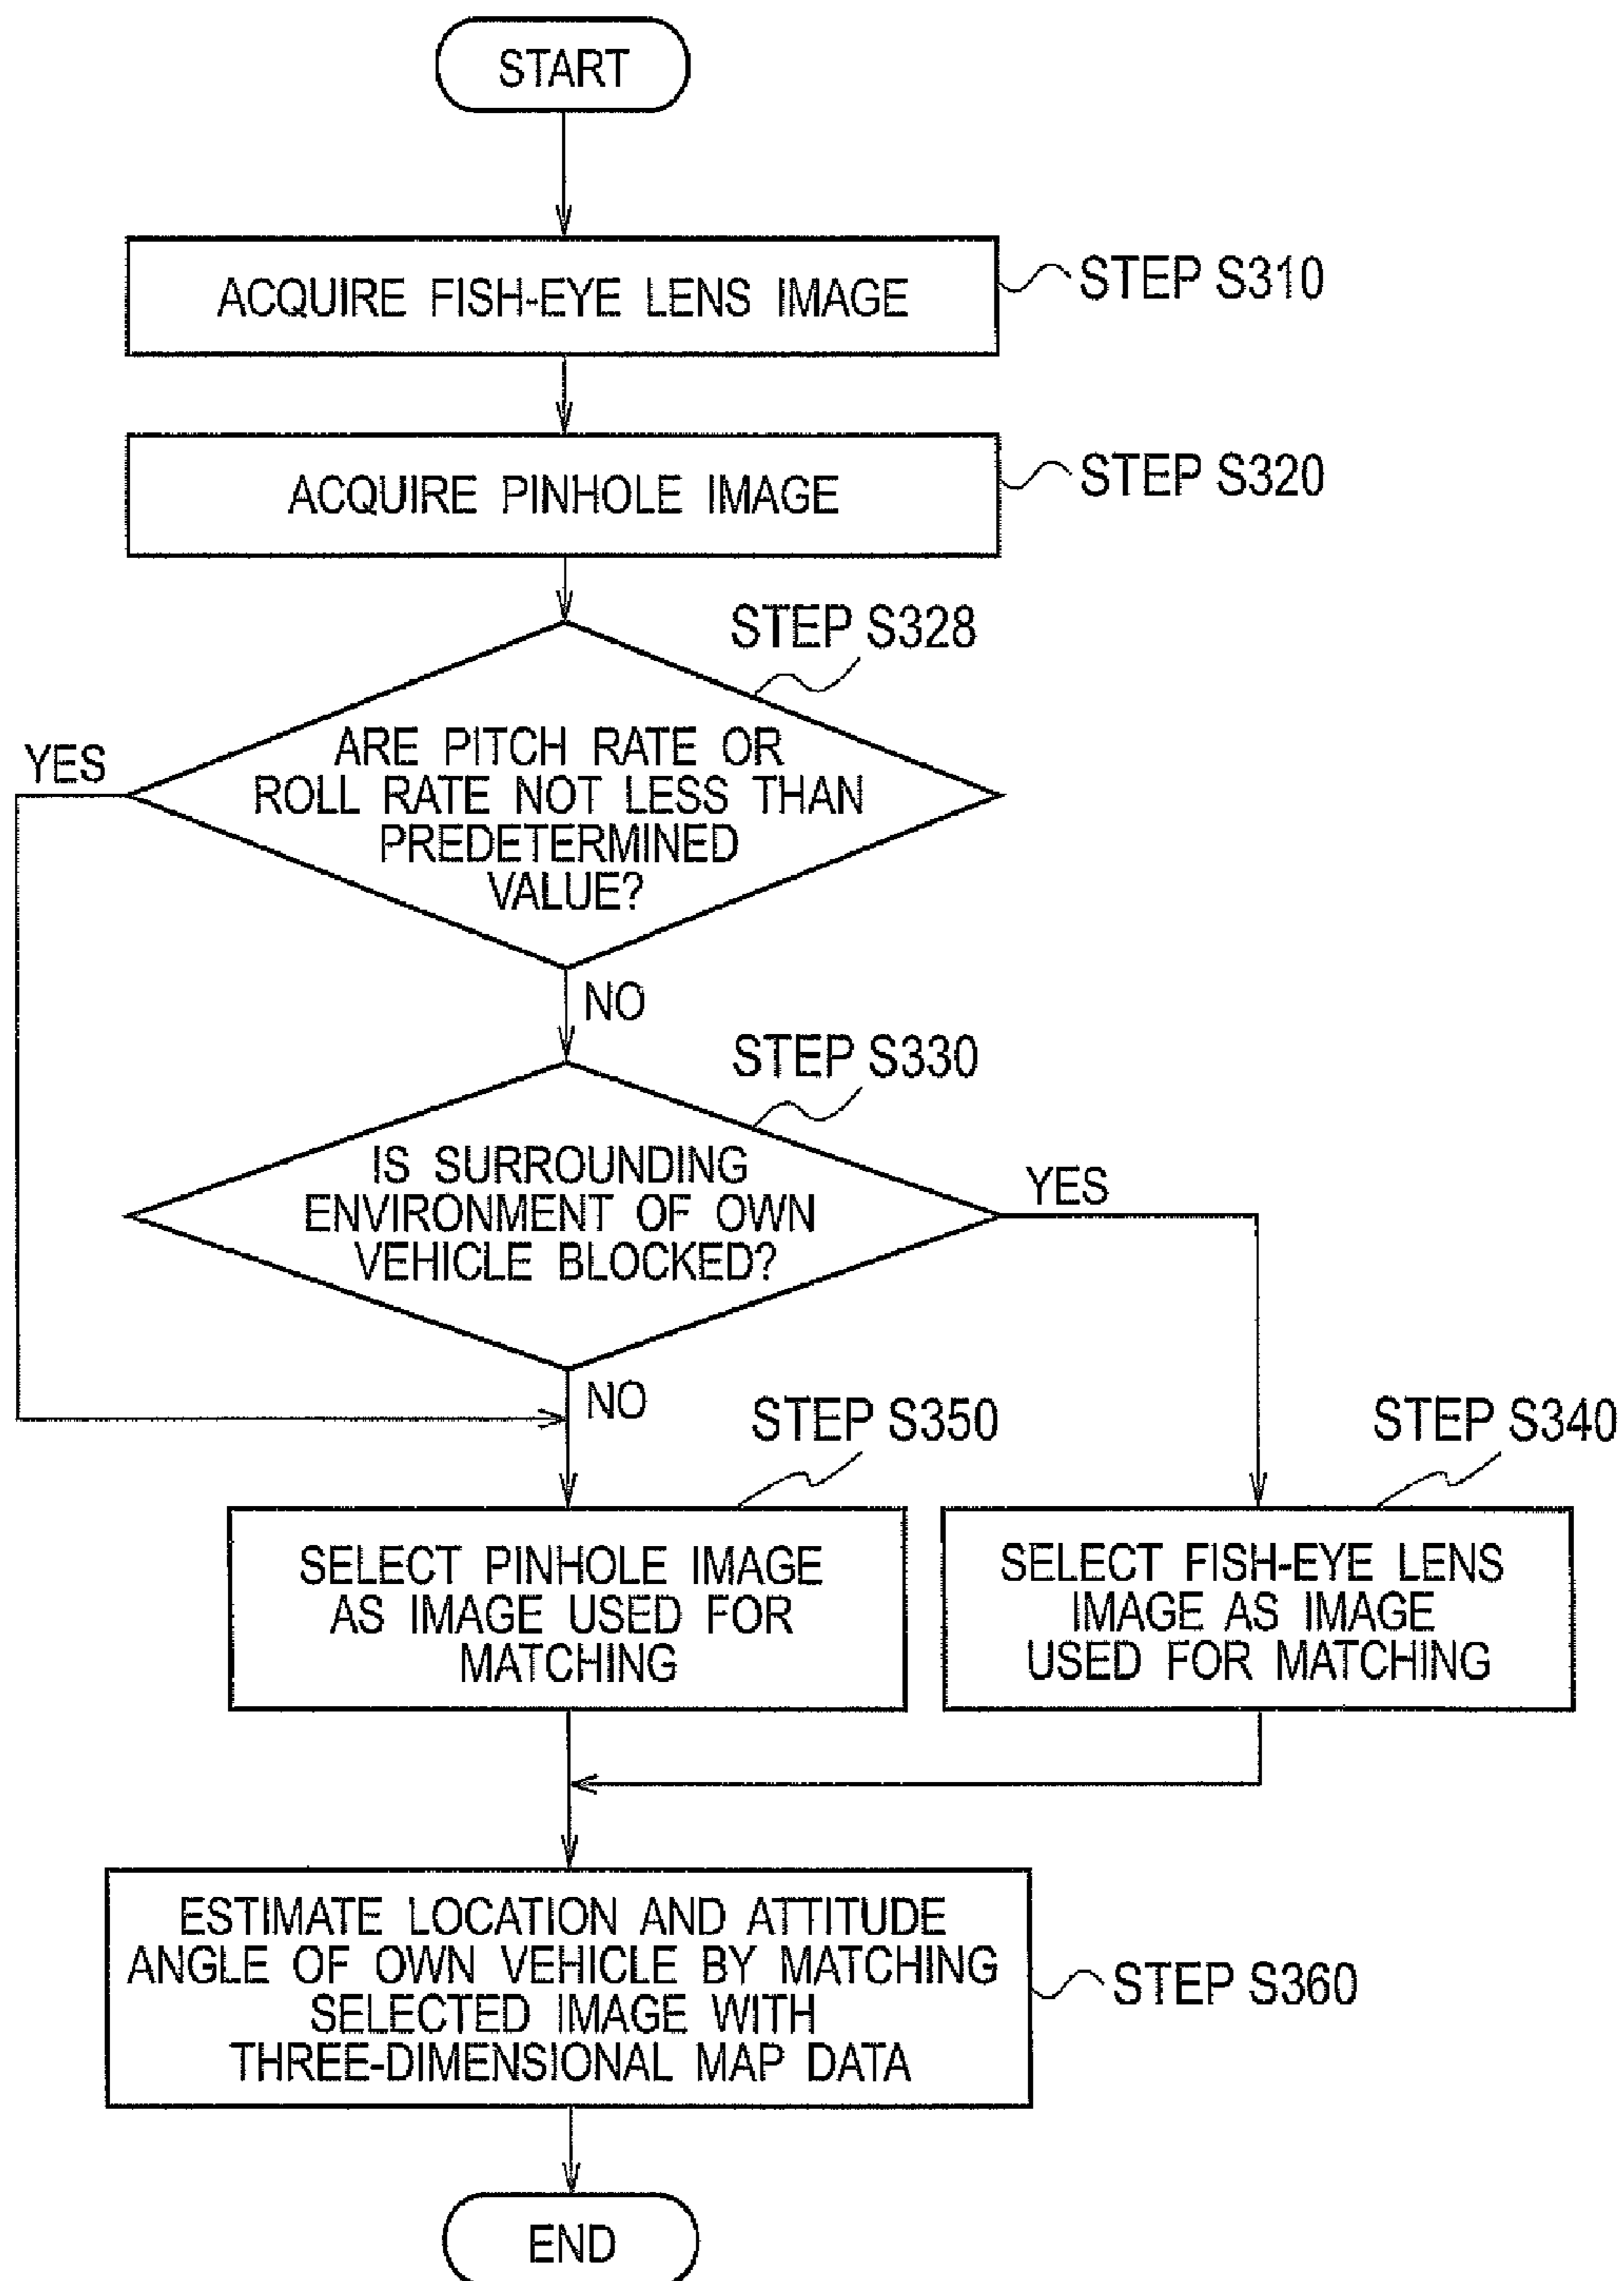 START
ACQUIRE FISH-EYE LENS IMAGE
STEP S310
ACQUIRE PINHOLE IMAGE
STEP S320
STEP S328
ARE PITCH RATE OR
ROLL RATE NOT LESS THAN
PREDETERMINED
VALUE?
YES
NO
STEP S330
IS SURROUNDING
ENVIRONMENT OF OWN
VEHICLE BLOCKED?
YES
NO
STEP S350
SELECT PINHOLE IMAGE
AS IMAGE USED FOR
MATCHING
STEP S340
SELECT FISH-EYE LENS
IMAGE AS IMAGE
USED FOR MATCHING
ESTIMATE LOCATION AND ATTITUDE
ANGLE OF OWN VEHICLE BY MATCHING
SELECTED IMAGE WITH
THREE-DIMENSIONAL MAP DATA
STEP S360
END